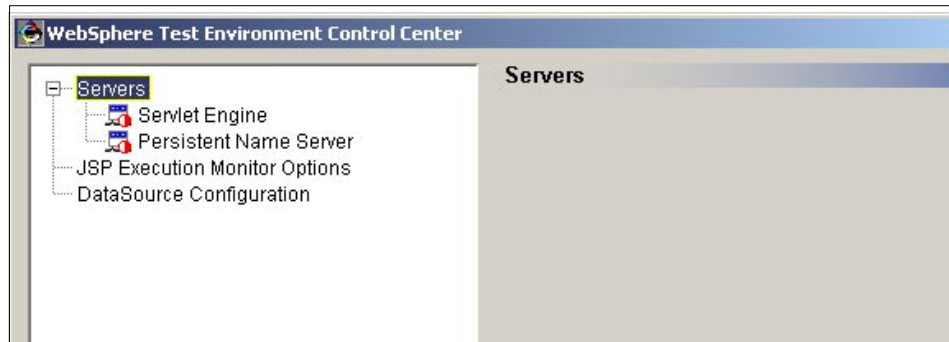 WebSphere Test Environment Control Center
Servers
Servlet Engine
Persistent Name Server
JSP Execution Monitor Options
DataSource Configuration
Servers